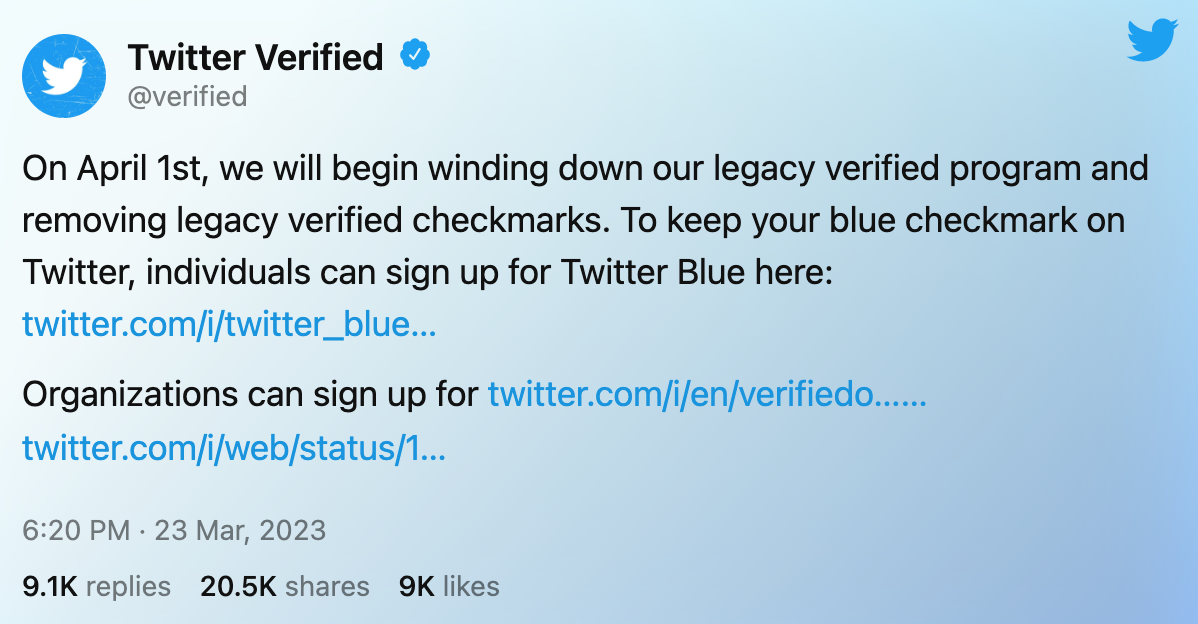 Twitter Verified
@verified
On April 1st, we will begin winding down our legacy verified program and
removing legacy verified checkmarks. To keep your blue checkmark on
Twitter, individuals can sign up for Twitter Blue here:
twitter.com/i/twitter_blue...
Organizations can sign up for twitter.com/i/en/verifiedo......
twitter.com/i/web/status/1...
6:20 PM · 23 Mar, 2023
9.1K replies 20.5K shares 9K likes